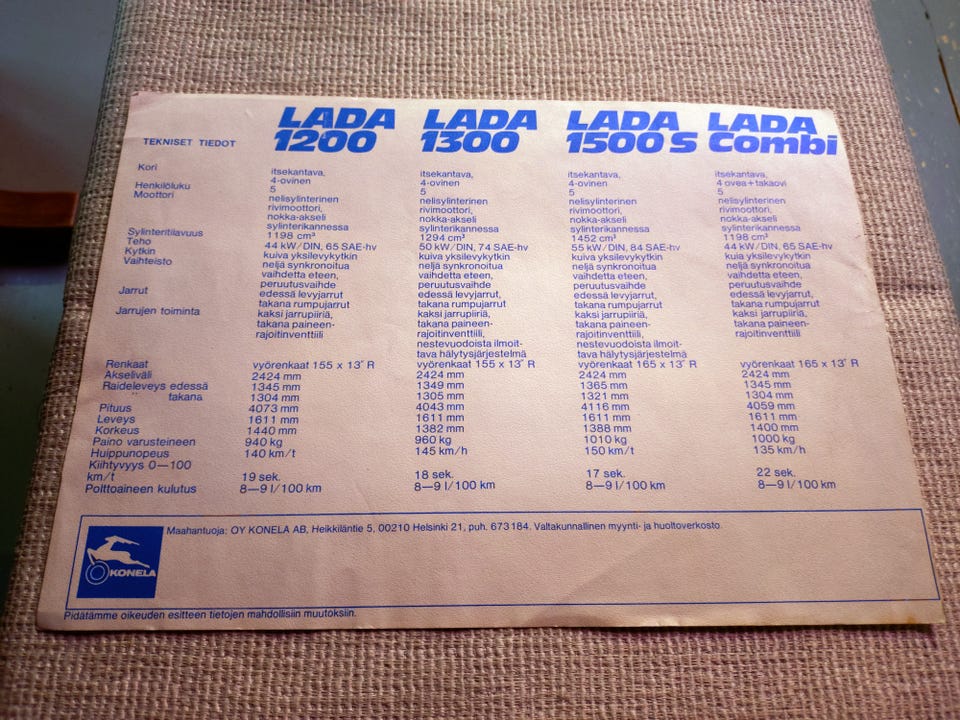 TEKNISET TIEDOT LADA 1200 LADA 1300 LADA 1500 S LADA Combi
Kori itsekantava, itsekantava, itsekantava, itsekantava,
4-ovinen 4-ovinen 4-ovinen 4 ovea+takaovi
Henkilöluku 5 5 5 5
Moottori nelisylinterinen nelisylinterinen nelisylinterinen nelisylinterinen
rivimoottori, rivimoottori, rivimoottori, rivimoottori,
nokka-akseli nokka-akseli nokka-akseli nokka-akseli
sylinterikannessa sylinterikannessa sylinterikannessa sylinterikannessa
Sylinteritilavuus 1198 cm³ 1294 cm³ 1452 cm³ 1198 cm³
Teho 44 kW/DIN, 65 SAE-hv 50 kW/DIN, 74 SAE-hv 55 kW/DIN, 84 SAE-hv 44 kW/DIN, 65 SAE-hv
Kytkin kuiva yksilevykytkin kuiva yksilevykytkin kuiva yksilevykytkin kuiva yksilevykytkin
Vaihteisto neljä synkronoitua neljä synkronoitua neljä synkronoitua neljä synkronoitua
vaihdetta eteen, vaihdetta eteen, vaihdetta eteen, vaihdetta eteen,
peruutusvaihde peruutusvaihde peruutusvaihde peruutusvaihde
Jarrut edessä levyjarrut, edessä levyjarrut, edessä levyjarrut, edessä levyjarrut,
takana rumpujarrut takana rumpujarrut takana rumpujarrut takana rumpujarrut
Jarrujen toiminta kaksi jarrupiiriä, kaksi jarrupiiriä, kaksi jarrupiiriä, kaksi jarrupiiriä,
takana paineen- takana paineen- takana paineen- takana paineen-
rajoitinventtiili rajoitinventtiili, rajoitinventtiili, rajoitinventtiili
nestevuodoista ilmoit- nestevuodoista ilmoit-
tava hälytysjärjestelmä tava hälytysjärjestelmä
Renkaat vyörenkaat 155 x 13" R vyörenkaat 155 x 13" R vyörenkaat 165 x 13" R vyörenkaat 165 x 13" R
Akseliväli 2424 mm 2424 mm 2424 mm 2424 mm
Raideleveys edessä 1345 mm 1349 mm 1365 mm 1345 mm
" takana 1304 mm 1305 mm 1321 mm 1304 mm
Pituus 4073 mm 4043 mm 4116 mm 4059 mm
Leveys 1611 mm 1611 mm 1611 mm 1611 mm
Korkeus 1440 mm 1382 mm 1388 mm 1400 mm
Paino varusteineen 940 kg 960 kg 1010 kg 1000 kg
Huippunopeus 140 km/t 145 km/h 150 km/t 135 km/t
Kiihtyvyys 0—100
km/t 19 sek. 18 sek. 17 sek. 22 sek.
Polttoaineen kulutus 8—9 l/100 km 8—9 l/100 km 8—9 l/100 km 8—9 l/100 km
Maahantuoja: OY KONELA AB, Heikkiläntie 5, 00210 Helsinki 21, puh. 673 184. Valtakunnallinen myynti- ja huoltoverkosto.
KONELA
Pidätämme oikeuden esitteen tietojen mahdollisiin muutoksiin.